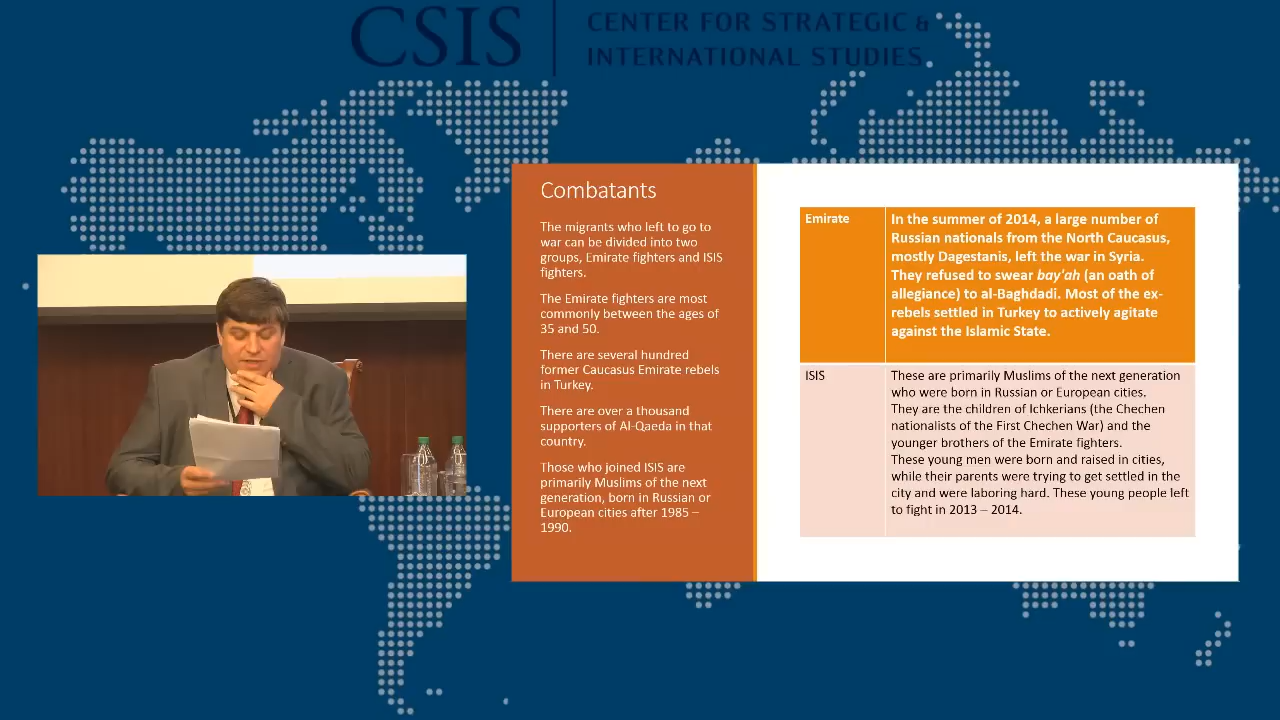 CSIS
CENTER FOR STRATEGIC &
INTERNATIONAL STUDIES
Combatants
The migrants who left to go to
war can be divided into two
groups, Emirate fighters and ISIS
fighters.
The Emirate fighters are most
commonly between the ages of
35 and 50.
There are several hundred
former Caucasus Emirate rebels
in Turkey.
There are over a thousand
supporters of Al-Qaeda in that
country.
Those who joined ISIS are
primarily Muslims of the next
generation, born in Russian or
European cities after 1985 –
1990.
Emirate
In the summer of 2014, a large number of
Russian nationals from the North Caucasus,
mostly Dagestanis, left the war in Syria.
They refused to swear bay'ah (an oath of
allegiance) to al-Baghdadi. Most of the ex-
rebels settled in Turkey to actively agitate
against the Islamic State.
ISIS
These are primarily Muslims of the next generation
who were born in Russian or European cities.
They are the children of Ichkerians (the Chechen
nationalists of the First Chechen War) and the
younger brothers of the Emirate fighters.
These young men were born and raised in cities,
while their parents were trying to get settled in the
city and were laboring hard. These young people left
to fight in 2013 – 2014.